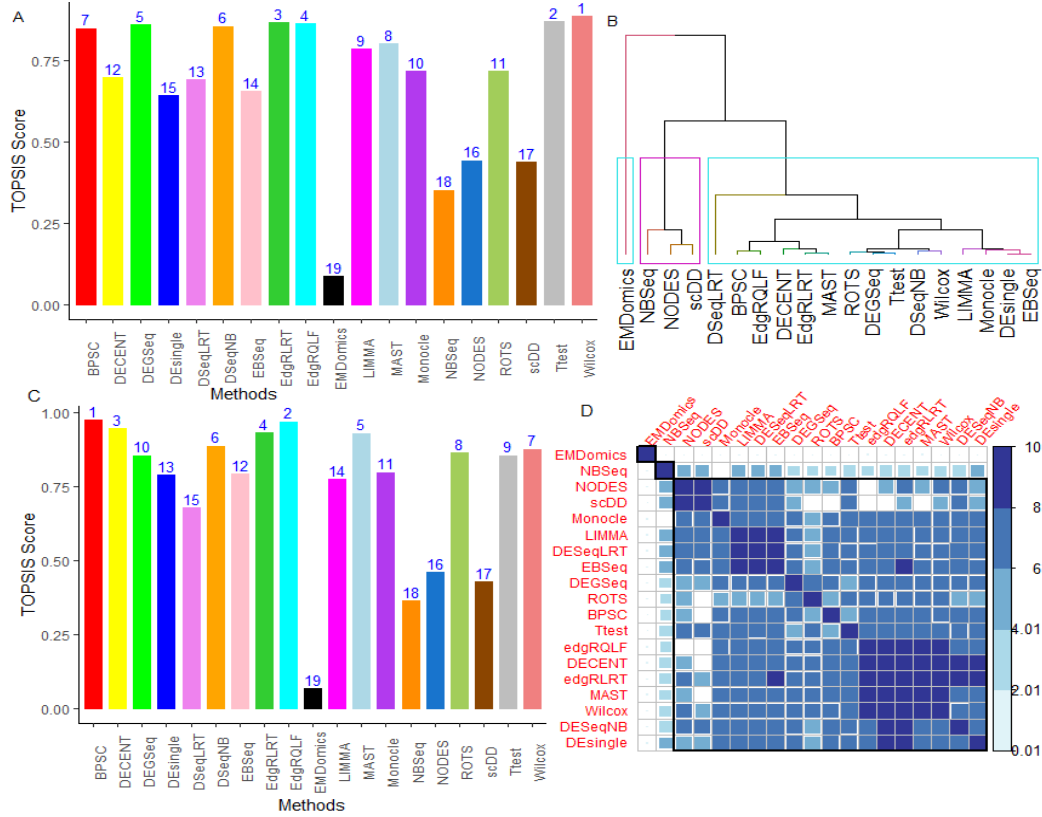 A
TOPSIS Score
0.75
0.50
0.25
0.00
7
12
5
15
13
6
14
3
4
19
9
8
10
18
16
11
17
2
1
BPSC
DECENT
DEGSeq
DEsingle
DSeqLRT
DSeqNB
EBSeq
EdgRLRT
EdgRQLF
EMDomics
LIMMA
MAST
Monocle
NBSeq
NODES
ROTS
scDD
Ttest
Wilcox
Methods
B
EMDomics
NBSeq
NODES
scDD
DSeqLRT
BPSC
EdgRQLF
DECENT
EdgRLRT
MAST
ROTS
DEGSeq
Ttest
DSeqNB
Wilcox
LIMMA
Monocle
DEsingle
EBSeq
C
TOPSIS Score
1.00
0.75
0.50
0.25
0.00
1
3
10
13
15
6
12
4
2
19
14
5
11
18
16
8
17
9
7
BPSC
DECENT
DEGSeq
DEsingle
DSeqLRT
DSeqNB
EBSeq
EdgRLRT
EdgRQLF
EMDomics
LIMMA
MAST
Monocle
NBSeq
NODES
ROTS
scDD
Ttest
Wilcox
Methods
D
EMDomics
NBSeq
NODES
scDD
Monocle
LIMMA
DESeqLRT
EBSeq
DEGSeq
ROTS
BPSC
Ttest
edgRQLF
DECENT
edgRLRT
MAST
Wilcox
DESeqNB
DEsingle
EMDomics
NBSeq
NODES
scDD
Monocle
LIMMA
DESeqLRT
EBSeq
DEGSeq
ROTS
BPSC
Ttest
edgRQLF
DECENT
edgRLRT
MAST
Wilcox
DESeqNB
DEsingle
10
8
6
4.01
2.01
0.01